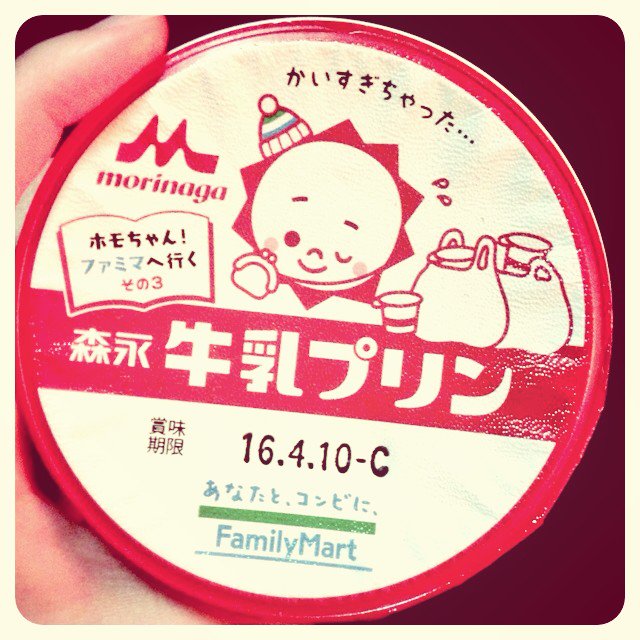 かいすぎちゃった…
morinaga
ホモちゃん!
ファミマへ行く
その3
森永 牛乳プリン
賞味
期限
16.4.10-C
あなたと、コンビに、
FamilyMart